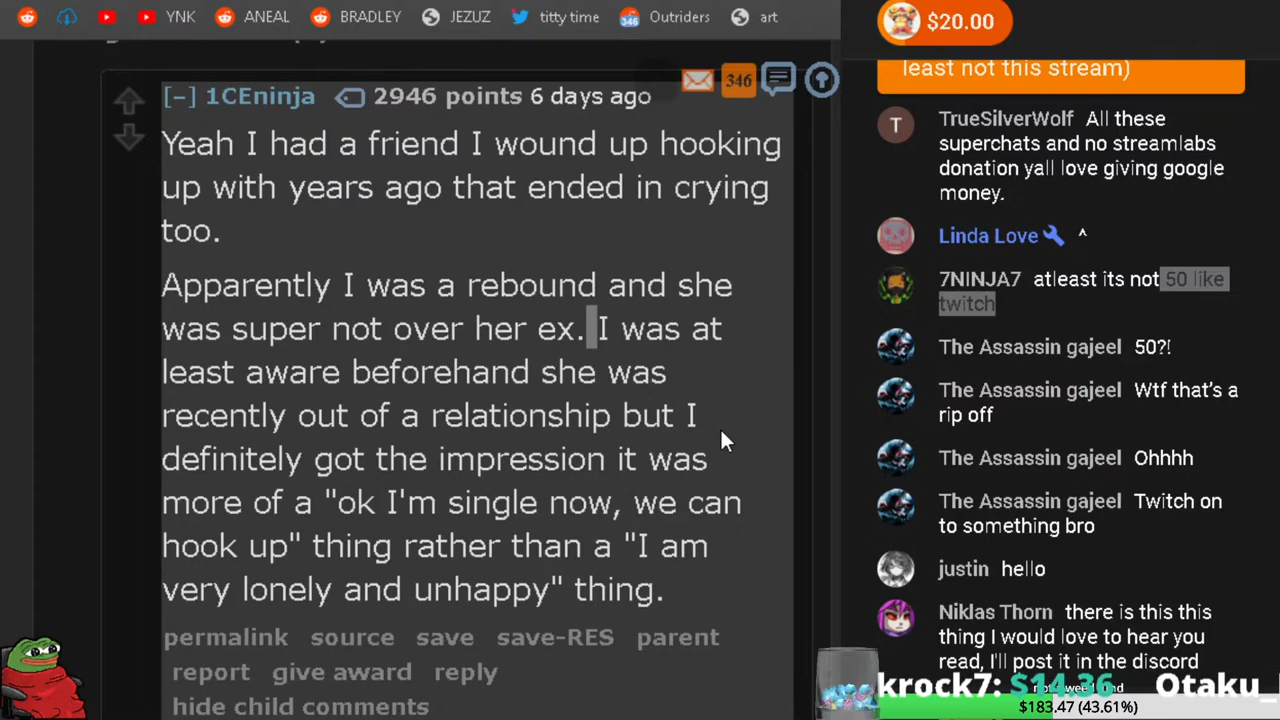 YNK ANEAL BRADLEY JEZUZ titty time 346 Outriders art
$20.00
least not this stream)
[−] 1CEninja 2946 points 6 days ago 346
Yeah I had a friend I wound up hooking
up with years ago that ended in crying
too.
Apparently I was a rebound and she
was super not over her ex. I was at
least aware beforehand she was
recently out of a relationship but I
definitely got the impression it was
more of a "ok I'm single now, we can
hook up" thing rather than a "I am
very lonely and unhappy" thing.
permalink source save save-RES parent
report give award reply
hide child comments
T TrueSilverWolf All these
superchats and no streamlabs
donation yall love giving google
money.
Linda Love ^
7NINJA7 atleast its not 50 like
twitch
The Assassin gajeel 50?!
The Assassin gajeel Wtf that's a
rip off
The Assassin gajeel Ohhhh
The Assassin gajeel Twitch on
to something bro
justin hello
Niklas Thorn there is this this
thing I would love to hear you
read, I'll post it in the discord
krock7: $14.36 Otaku_
$183.47 (43.61%)